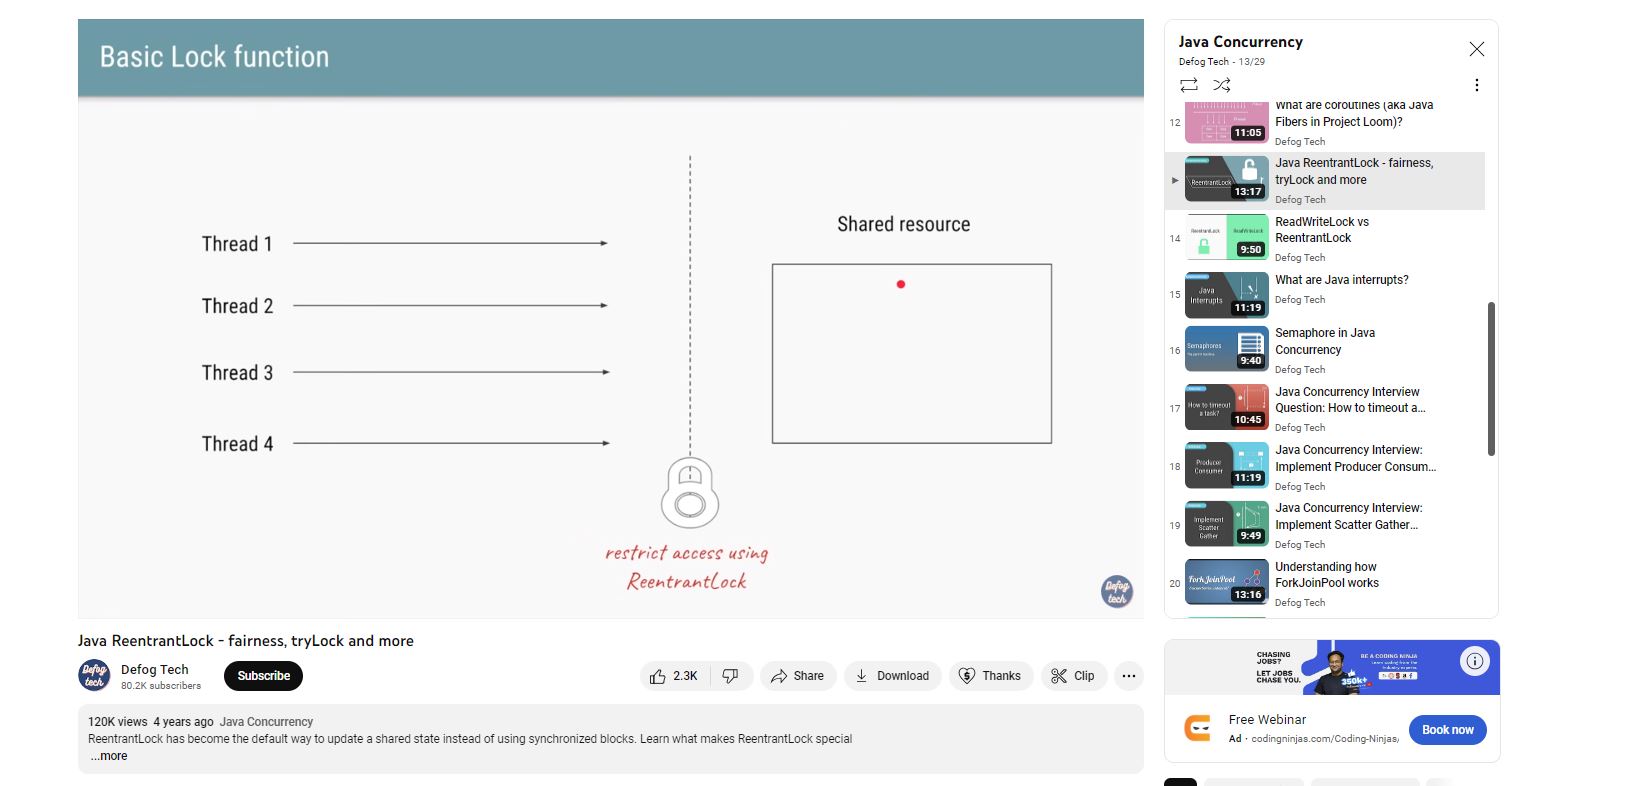 Basic Lock function
Thread 1
Thread 2
Thread 3
Thread 4
Shared resource
restrict access using
ReentrantLock
Defog
tech
Java ReentrantLock - fairness, tryLock and more
Defog
tech
Defog Tech
80.2K subscribers
Subscribe
2.3K
Share
Download
Thanks
Clip
120K views 4 years ago Java Concurrency
ReentrantLock has become the default way to update a shared state instead of using synchronized blocks. Learn what makes ReentrantLock special
...more
Java Concurrency
Defog Tech - 13/29
12
11:05
What are coroutines (aka Java
Fibers in Project Loom)?
Defog Tech
ReentrantLock
13:17
Java ReentrantLock - fairness,
tryLock and more
Defog Tech
14
ReentrantLock
ReadWriteLock
9:50
ReadWriteLock vs
ReentrantLock
Defog Tech
15
Java
Interrupts
11:19
What are Java interrupts?
Defog Tech
16
Semaphores
9:40
Semaphore in Java
Concurrency
Defog Tech
17
How to timeout
a task?
10:45
Java Concurrency Interview
Question: How to timeout a...
Defog Tech
18
Producer
Consumer
11:19
Java Concurrency Interview:
Implement Producer Consum...
Defog Tech
19
Implement
Scatter
Gather
9:49
Java Concurrency Interview:
Implement Scatter Gather...
Defog Tech
20
ForkJoinPool
13:16
Understanding how
ForkJoinPool works
Defog Tech
CHASING
JOBS?
LET JOBS
CHASE YOU.
350k+
BE A CODING NINJA
Free Webinar
Ad · codingninjas.com/Coding-Ninjas/
Book now